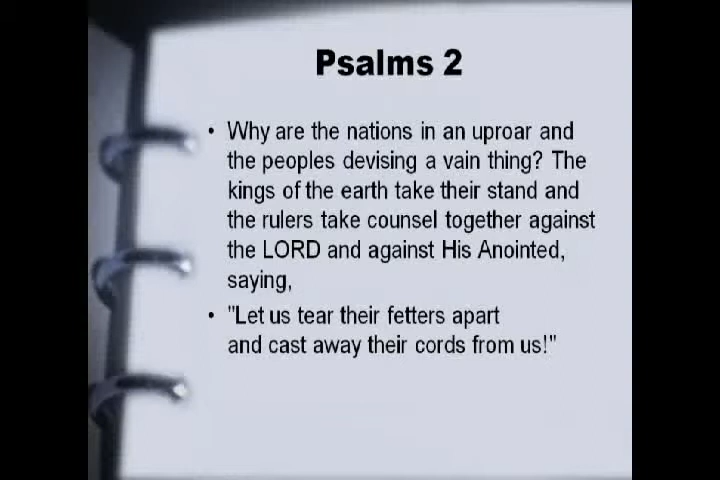 Psalms 2
• Why are the nations in an uproar and
the peoples devising a vain thing? The
kings of the earth take their stand and
the rulers take counsel together against
the LORD and against His Anointed,
saying,
• "Let us tear their fetters apart
and cast away their cords from us!"